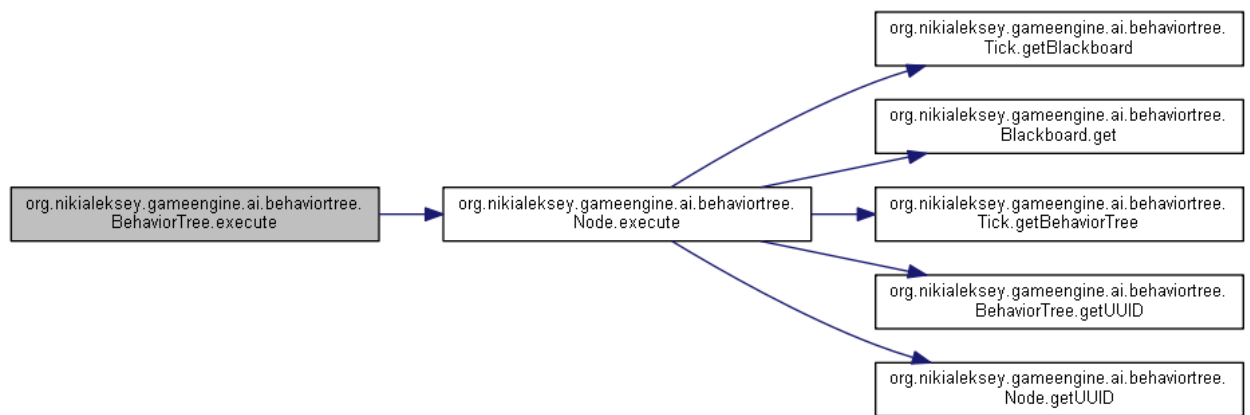 org.nikialeksey.gameengine.ai.behaviortree.
BehaviorTree.execute
org.nikialeksey.gameengine.ai.behaviortree.
Node.execute
org.nikialeksey.gameengine.ai.behaviortree.
Tick.getBlackboard
org.nikialeksey.gameengine.ai.behaviortree.
Blackboard.get
org.nikialeksey.gameengine.ai.behaviortree.
Tick.getBehaviorTree
org.nikialeksey.gameengine.ai.behaviortree.
BehaviorTree.getUUID
org.nikialeksey.gameengine.ai.behaviortree.
Node.getUUID